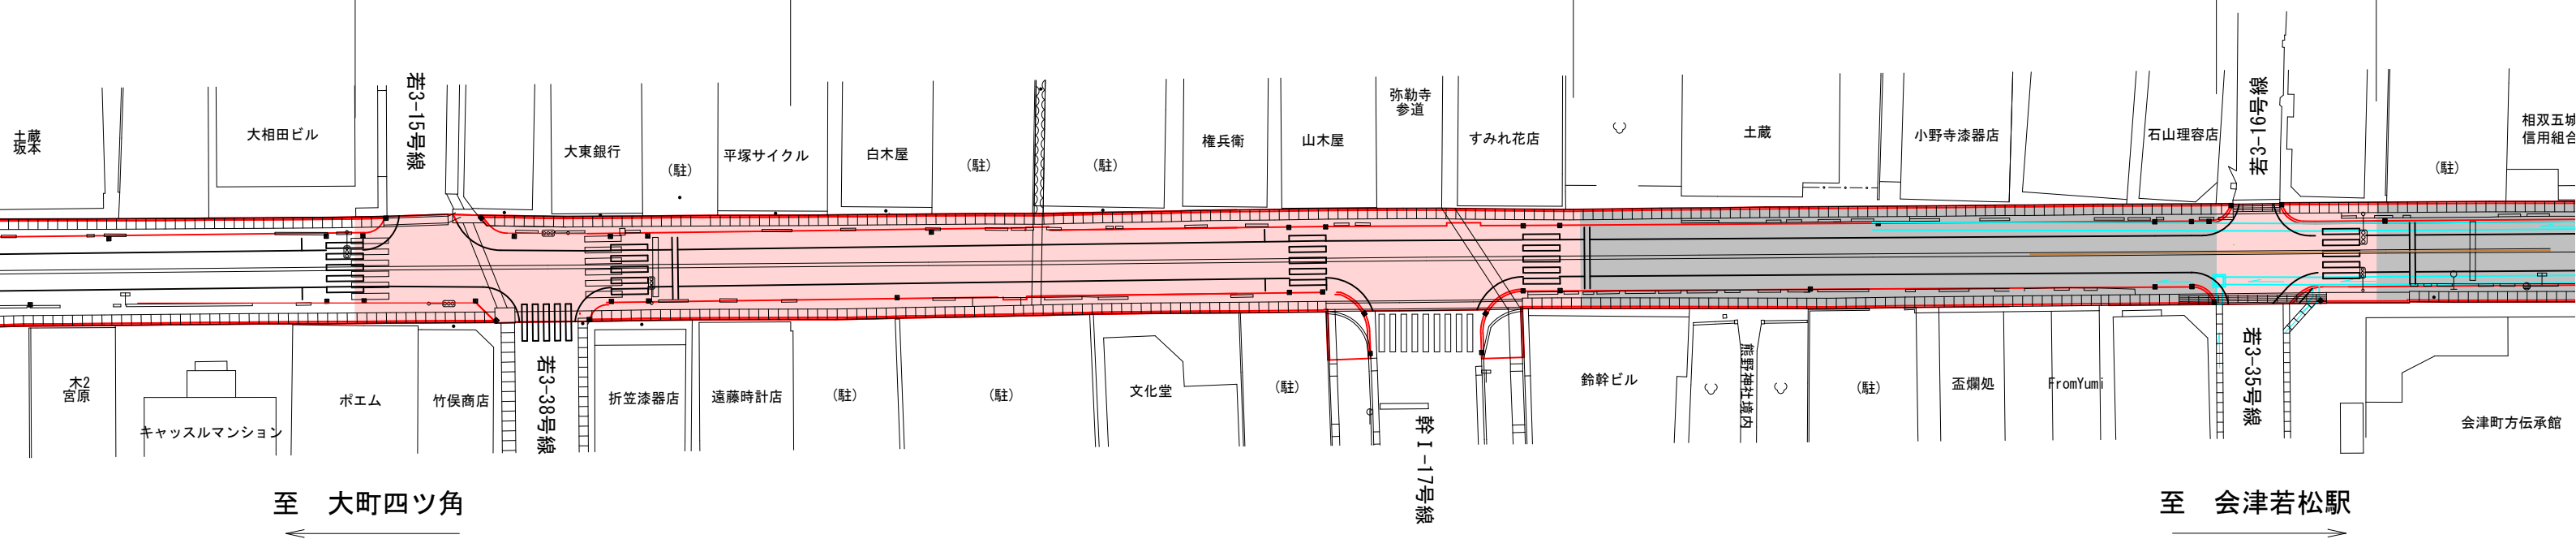 土蔵
坂本
大相田ビル
若3-15号線
大東銀行
（駐）
平塚サイクル
白木屋
（駐）
（駐）
権兵衛
山木屋
弥勒寺
参道
すみれ花店
土蔵
小野寺漆器店
石山理容店
若3-16号線
（駐）
相双五城
信用組合
木2
宮原
キャッスルマンション
ポエム
竹俣商店
若3-38号線
折笠漆器店
遠藤時計店
（駐）
（駐）
文化堂
（駐）
幹Ⅰ-17号線
鈴幹ビル
熊野神社境内
（駐）
盃爛処
FromYumi
若3-35号線
会津町方伝承館
至　大町四ツ角
至　会津若松駅